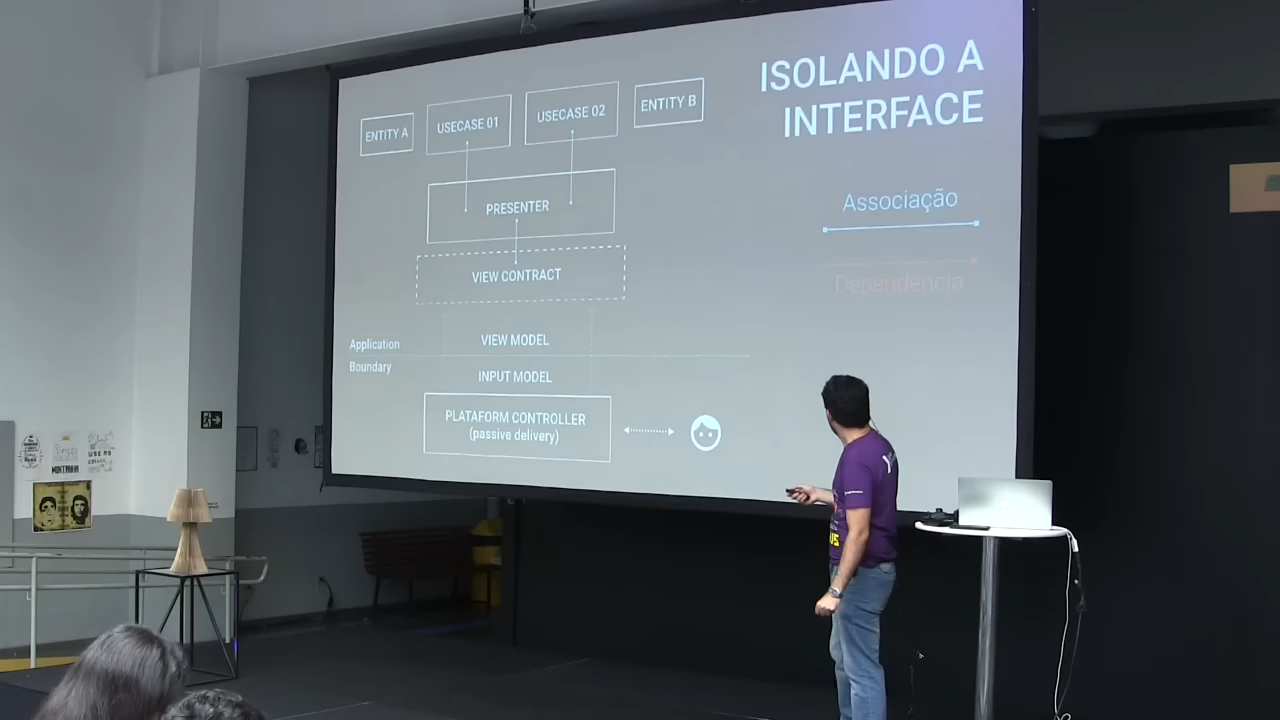 ISOLANDO A
INTERFACE
ENTITY A
USECASE 01
USECASE 02
ENTITY B
PRESENTER
VIEW CONTRACT
Associação
Dependência
Application
Boundary
VIEW MODEL
INPUT MODEL
PLATAFORM CONTROLLER
(passive delivery)